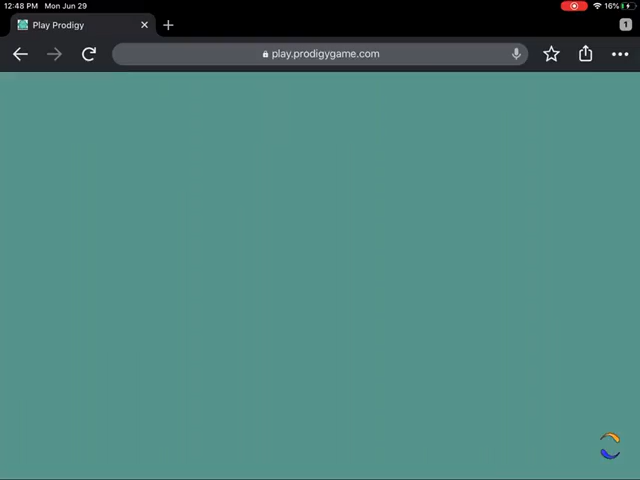 12:48 PM Mon Jun 29
16%
Play Prodigy
1
play.prodigygame.com